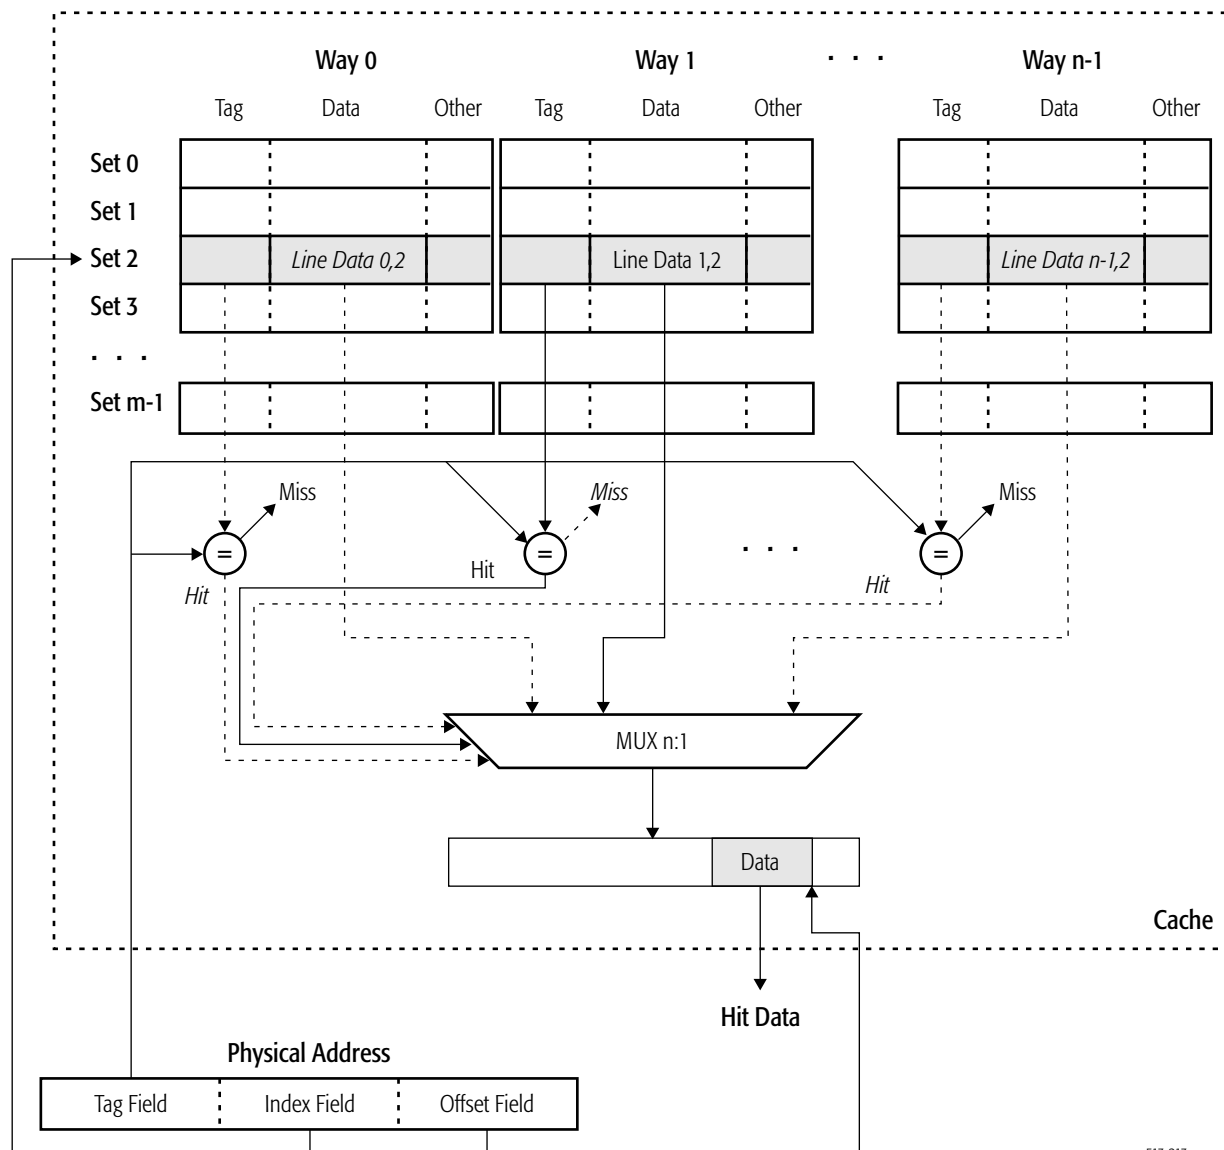 Way 0 Way 1 . . . Way n-1
Tag Data Other Tag Data Other Tag Data Other
Set 0
Set 1
Set 2 Line Data 0,2 Line Data 1,2 Line Data n-1,2
Set 3
. . .
Set m-1
Miss Miss Miss
= = . . . =
Hit Hit Hit
MUX n:1
Data
Cache
Hit Data
Physical Address
Tag Field Index Field Offset Field